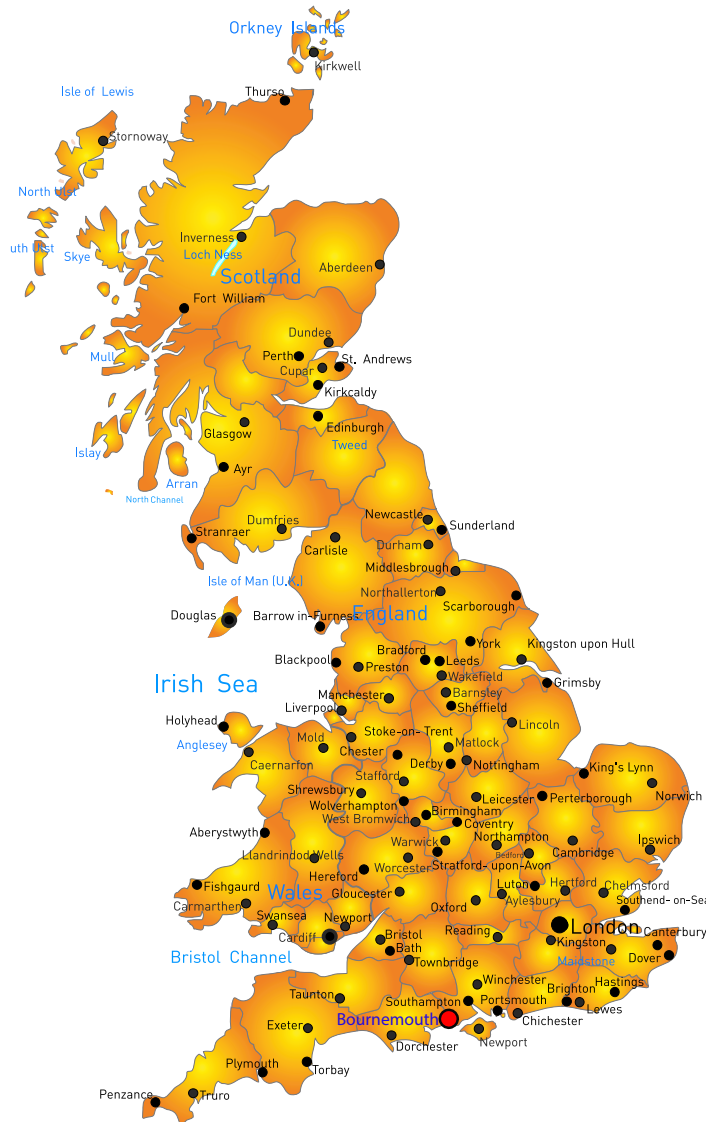 Orkney Islands
Kirkwell
Isle of Lewis
Thurso
Stornoway
North Uist
Inverness
uth Utst
Skye
Loch Ness
Aberdeen
Scotland
Fort William
Dundee
Mull
Perth
St. Andrews
Cupar
Kirkcaldy
Edinburgh
Glasgow
Tweed
Islay
Ayr
Arran
North Channel
Newcastle
Dumfries
Sunderland
Stranraer
Carlisle
Durham
Middlesbrough
Isle of Man (U.K.)
Northallerton
Scarborough
Douglas
Barrow in-Furness
England
York
Kingston upon Hull
Bradford
Blackpool
Preston
Leeds
Wakefield
Irish Sea
Grimsby
Manchester
Barnsley
Liverpool
Sheffield
Holyhead
Lincoln
Stoke-on- Trent
Mold
Anglesey
Chester
Matlock
Caernarfon
Derby
Nottingham
King's Lynn
Stafford
Shrewsbury
Norwich
Leicester
Perterborough
Wolverhampton
Birmingham
West Bromwich
Coventry
Aberystwyth
Northampton
Ipswich
Warwick
Cambridge
Llandrindod Wells
Bedford
Worcester
Stratford- upon-Avon
Hereford
Fishgaurd
Wales
Luton
Hertford
Chelmsford
Gloucester
Aylesbury
Southend- on-Sea
Carmarthen
Oxford
Swansea
Newport
London
Cardiff
Bristol
Reading
Canterbury
Bath
Kingston
Bristol Channel
Townbridge
Maidstone
Dover
Winchester
Hastings
Taunton
Southampton
Portsmouth
Brighton
Lewes
Bournemouth
Chichester
Exeter
Dorchester
Newport
Plymouth
Torbay
Penzance
Truro